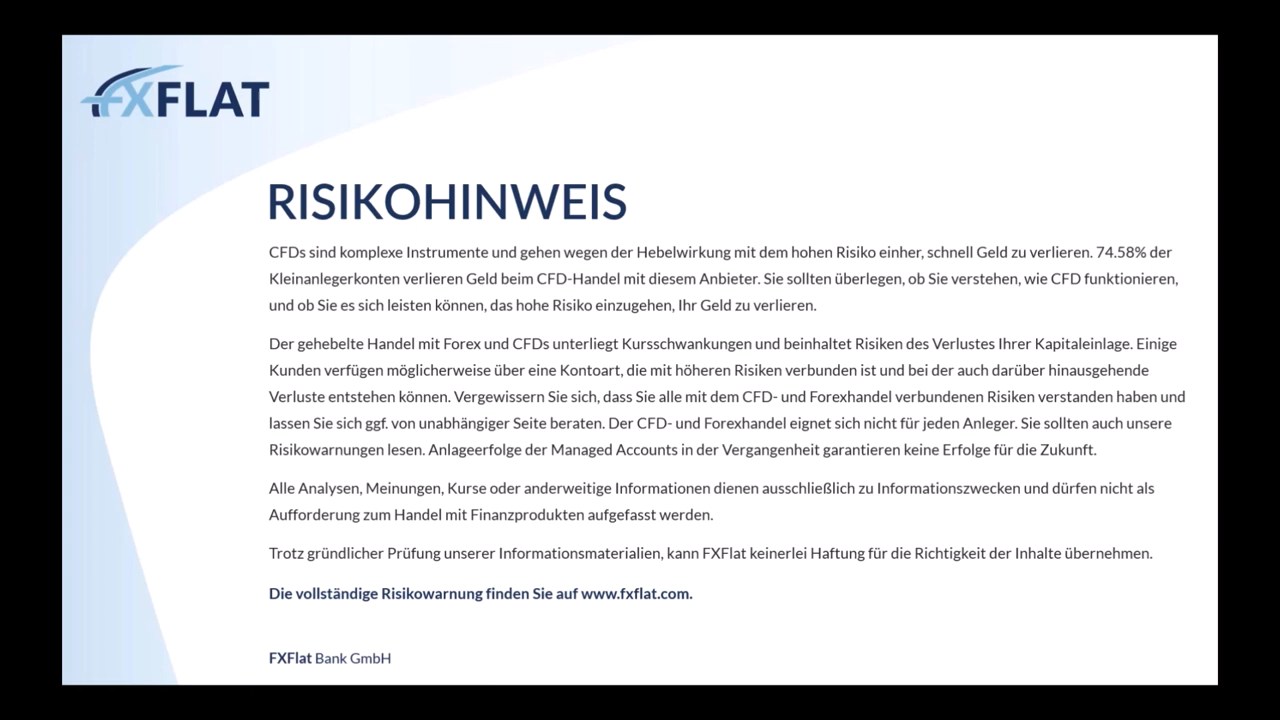 FXFLAT
RISIKOHINWEIS
CFDs sind komplexe Instrumente und gehen wegen der Hebelwirkung mit dem hohen Risiko einher, schnell Geld zu verlieren. 74.58% der
Kleinanlegerkonten verlieren Geld beim CFD-Handel mit diesem Anbieter. Sie sollten überlegen, ob Sie verstehen, wie CFD funktionieren,
und ob Sie es sich leisten können, das hohe Risiko einzugehen, Ihr Geld zu verlieren.
Der gehebelte Handel mit Forex und CFDs unterliegt Kursschwankungen und beinhaltet Risiken des Verlustes Ihrer Kapitaleinlage. Einige
Kunden verfügen möglicherweise über eine Kontoart, die mit höheren Risiken verbunden ist und bei der auch darüber hinausgehende
Verluste entstehen können. Vergewissern Sie sich, dass Sie alle mit dem CFD- und Forexhandel verbundenen Risiken verstanden haben und
lassen Sie sich ggf. von unabhängiger Seite beraten. Der CFD- und Forexhandel eignet sich nicht für jeden Anleger. Sie sollten auch unsere
Risikowarnungen lesen. Anlageerfolge der Managed Accounts in der Vergangenheit garantieren keine Erfolge für die Zukunft.
Alle Analysen, Meinungen, Kurse oder anderweitige Informationen dienen ausschließlich zu Informationszwecken und dürfen nicht als
Aufforderung zum Handel mit Finanzprodukten aufgefasst werden.
Trotz gründlicher Prüfung unserer Informationsmaterialien, kann FXFlat keinerlei Haftung für die Richtigkeit der Inhalte übernehmen.
Die vollständige Risikowarnung finden Sie auf www.fxflat.com.
FXFlat Bank GmbH